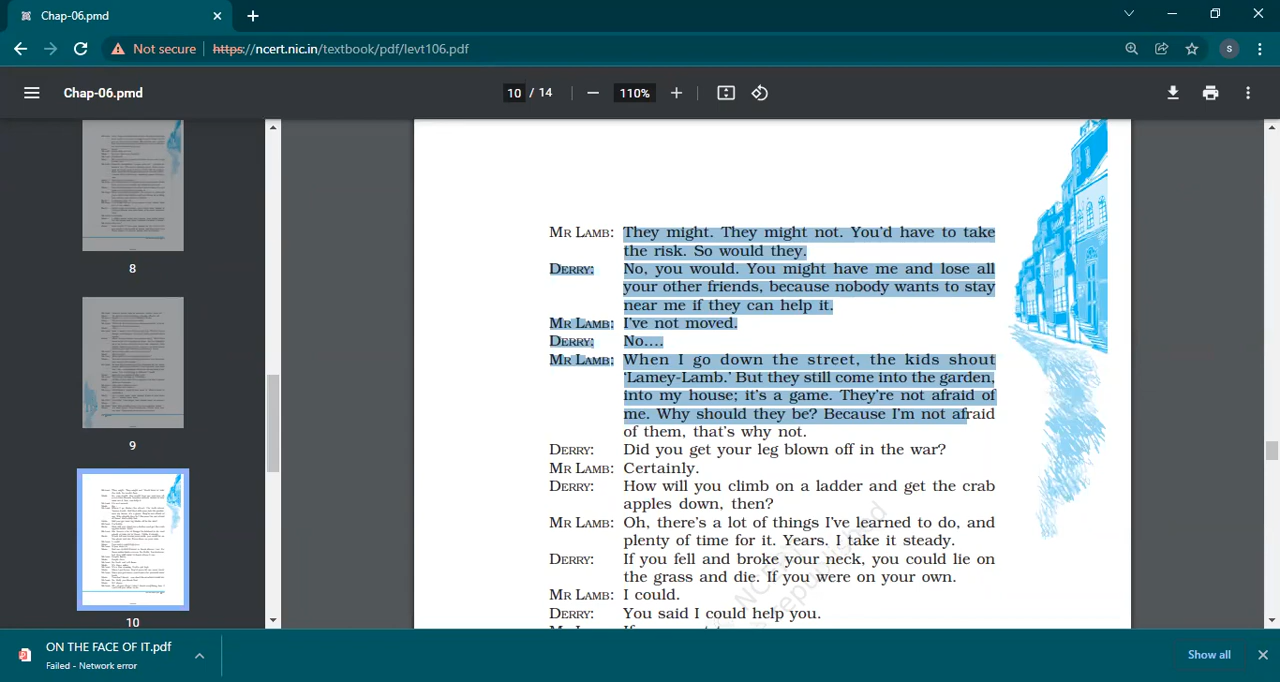 Chap-06.pmd
Not secure
https://ncert.nic.in/textbook/pdf/levt106.pdf
S
Chap-06.pmd
10 / 14
110%
8
9
10
MR LAMB: They might. They might not. You'd have to take
the risk. So would they.
DERRY: No, you would. You might have me and lose all
your other friends, because nobody wants to stay
near me if they can help it.
MR LAMB: I've not moved.
DERRY: No....
MR LAMB: When I go down the street, the kids shout
'Lamey-Lamb.' But they still come into the garden,
into my house; it's a game. They're not afraid of
me. Why should they be? Because I'm not afraid
of them, that's why not.
DERRY: Did you get your leg blown off in the war?
MR LAMB: Certainly.
DERRY: How will you climb on a ladder and get the crab
apples down, then?
MR LAMB: Oh, there's a lot of things I've learned to do, and
plenty of time for it. Years. I take it steady.
DERRY: If you fell and broke your neck, you could lie on
the grass and die. If you were on your own.
MR LAMB: I could.
DERRY: You said I could help you.
ON THE FACE OF IT.pdf
Failed - Network error
Show all